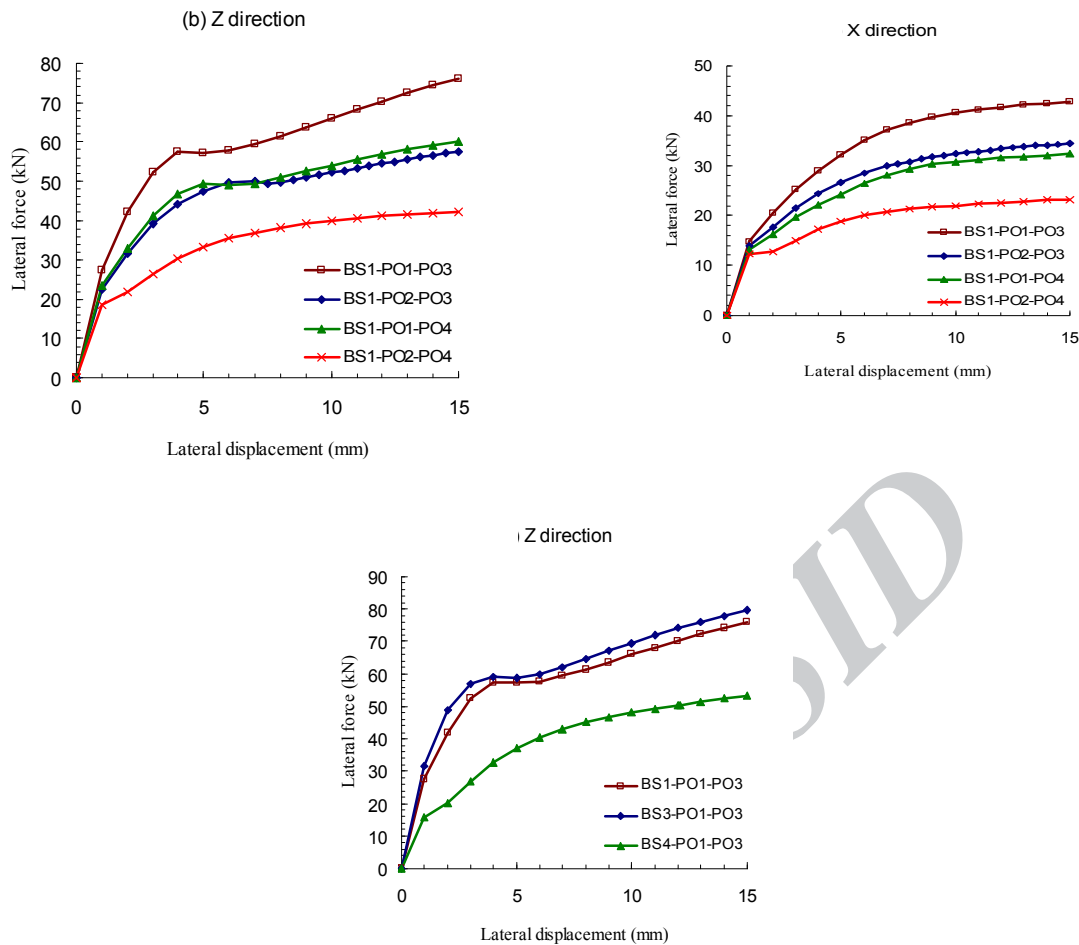 (b) Z direction
80
70
60
50
40
30
20
10
0
Lateral force (kN)
BS1-PO1-PO3
BS1-PO2-PO3
BS1-PO1-PO4
BS1-PO2-PO4
0 5 10 15
Lateral displacement (mm)
X direction
50
40
30
20
10
0
Lateral force (kN)
BS1-PO1-PO3
BS1-PO2-PO3
BS1-PO1-PO4
BS1-PO2-PO4
0 5 10 15
Lateral displacement (mm)
) Z direction
90
80
70
60
50
40
30
20
10
0
Lateral force (kN)
BS1-PO1-PO3
BS3-PO1-PO3
BS4-PO1-PO3
0 5 10 15
Lateral displacement (mm)
SID